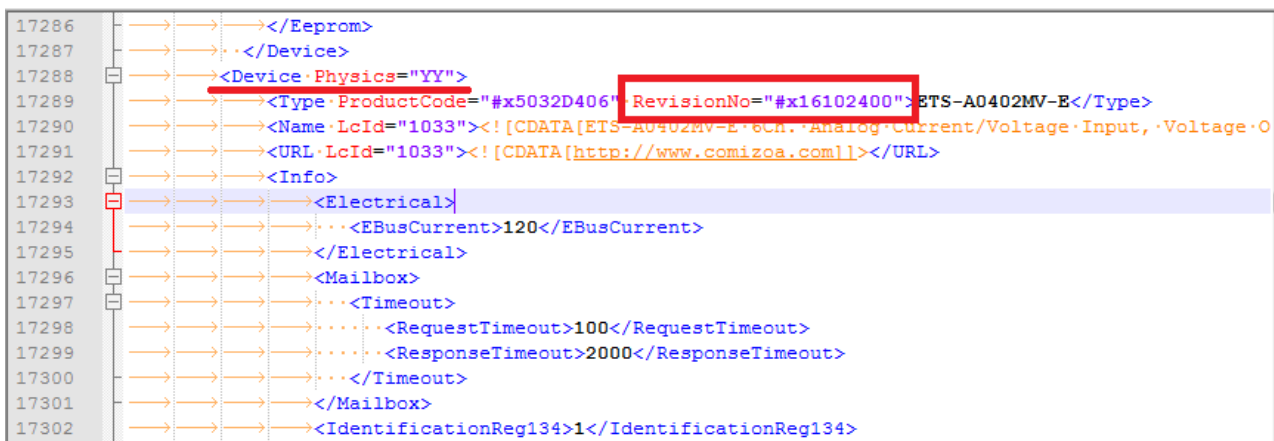 17286 </Eeprom>
17287 </Device>
17288 <Device Physics="YY">
17289 <Type ProductCode="#x5032D406" RevisionNo="#x16102400">ETS-A0402MV-E</Type>
17290 <Name LcId="1033"><![CDATA[ETS-A0402MV-E 6Ch. Analog Current/Voltage Input, Voltage O
17291 <URL LcId="1033"><![CDATA[http://www.comizoa.com]]></URL>
17292 <Info>
17293 <Electrical>
17294 <EBusCurrent>120</EBusCurrent>
17295 </Electrical>
17296 <Mailbox>
17297 <Timeout>
17298 <RequestTimeout>100</RequestTimeout>
17299 <ResponseTimeout>2000</ResponseTimeout>
17300 </Timeout>
17301 </Mailbox>
17302 <IdentificationReg134>1</IdentificationReg134>